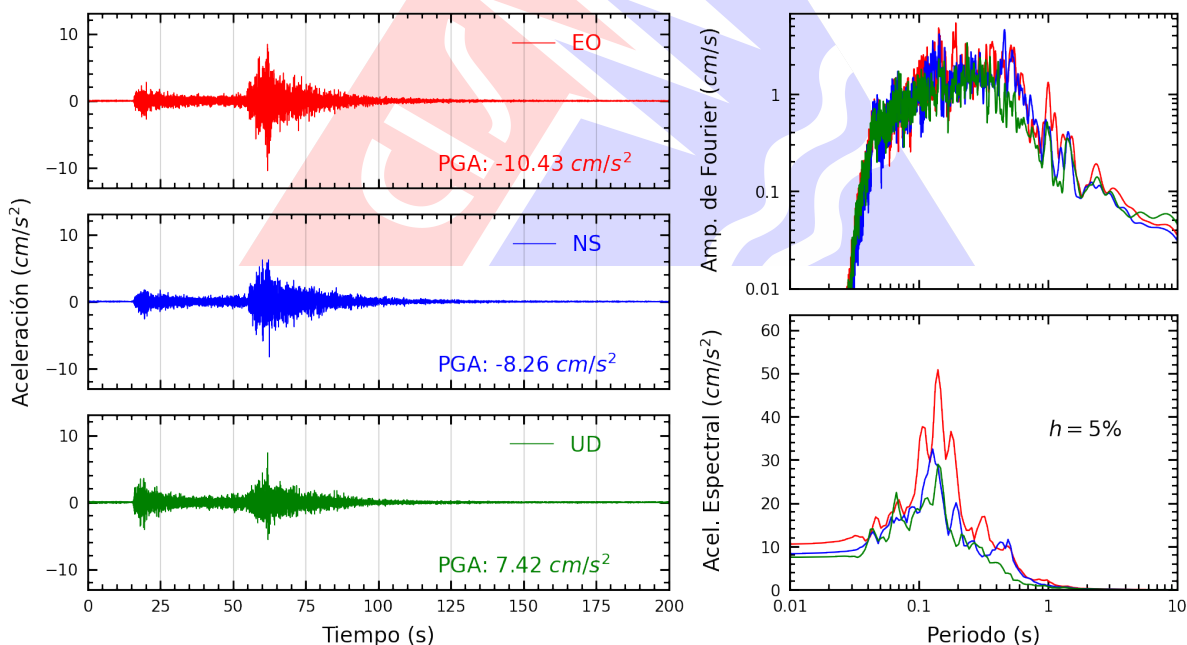 Aceleración (cm/s²)
10
0
−10
EO
PGA: -10.43 cm/s²
10
0
−10
NS
PGA: -8.26 cm/s²
10
0
−10
UD
PGA: 7.42 cm/s²
0 25 50 75 100 125 150 175 200
Tiempo (s)
Amp. de Fourier (cm/s)
1
0.1
0.01
Acel. Espectral (cm/s²)
60
50
40
30
20
10
0
h = 5%
0.01 0.1 1 10
Periodo (s)